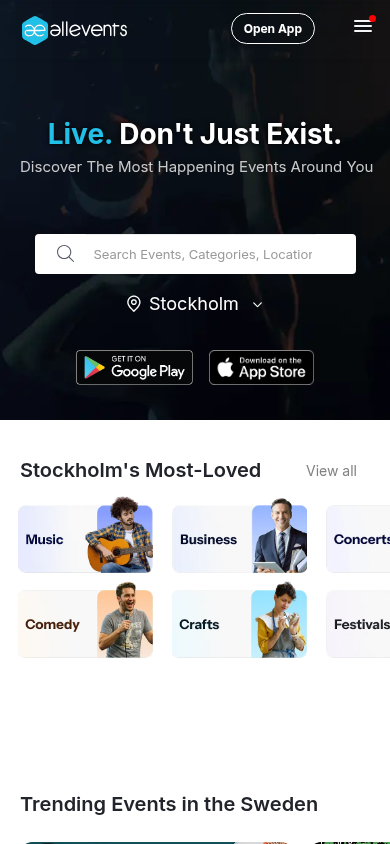 allevents
Open App
Live. Don't Just Exist.
Discover The Most Happening Events Around You
Search Events, Categories, Location
Stockholm
GET IT ON
Google Play
Download on the
App Store
Stockholm's Most-Loved
View all
Music
Business
Concerts
Comedy
Crafts
Festivals
Trending Events in the Sweden